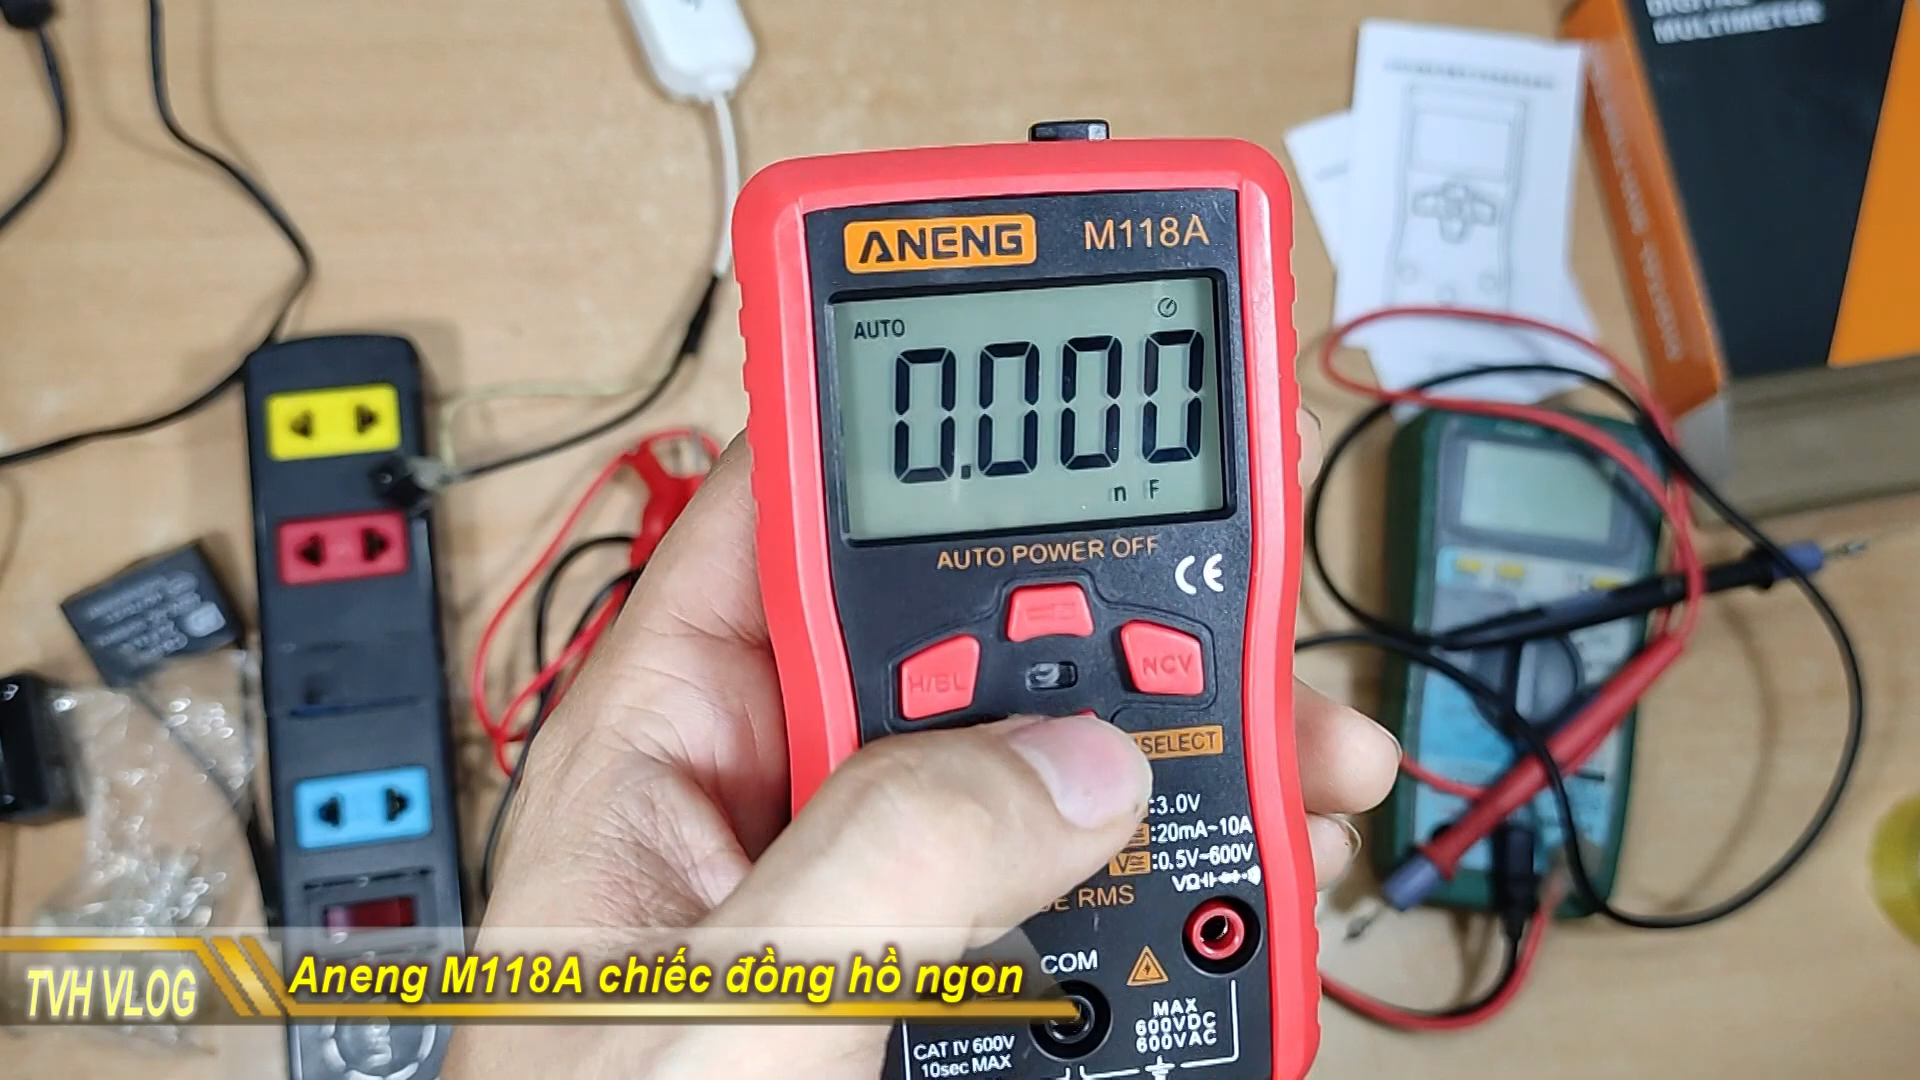 DIGITAL
MULTIMETER
ANENG
M118A
AUTO
0.000
n F
AUTO POWER OFF
CE
H/BL
NCV
SELECT
:3.0V
:20mA~10A
V :0.5V~600V
VΩ
RMS
COM
MAX
600VDC
600VAC
CAT IV 600V
10sec MAX
TVH VLOG
Aneng M118A chiếc đồng hồ ngon